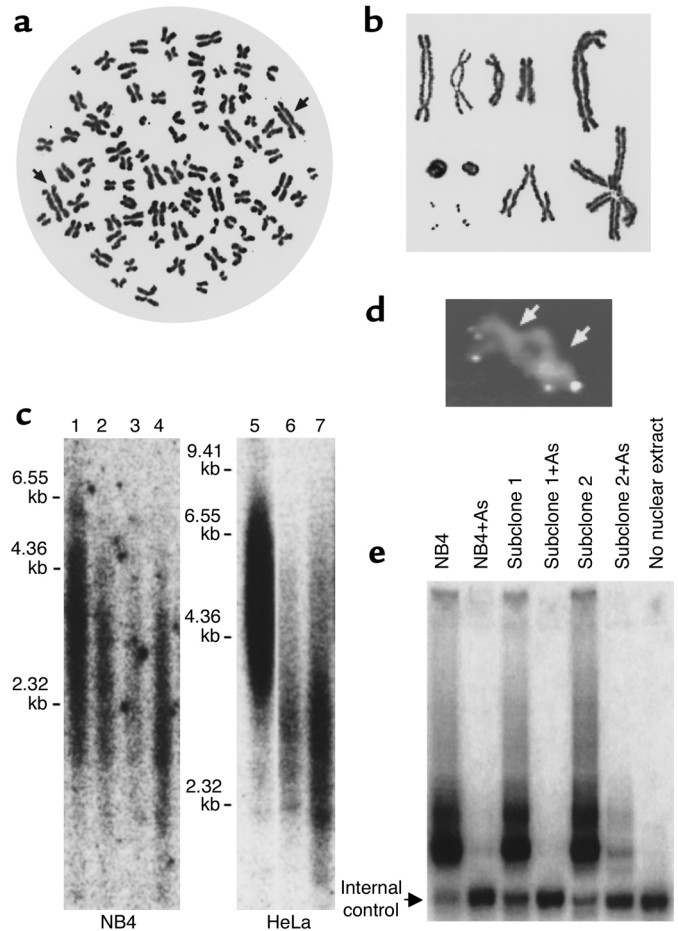 a
b
d
c
1 2 3 4
6.55
kb
4.36
kb
2.32
kb
NB4
5 6 7
9.41
kb
6.55
kb
4.36
kb
2.32
kb
HeLa
e
NB4
NB4+As
Subclone 1
Subclone 1+As
Subclone 2
Subclone 2+As
No nuclear extract
Internal
control